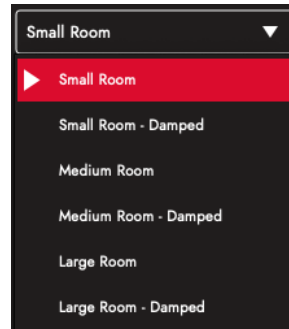 Small Room
Small Room
Small Room - Damped
Medium Room
Medium Room - Damped
Large Room
Large Room - Damped